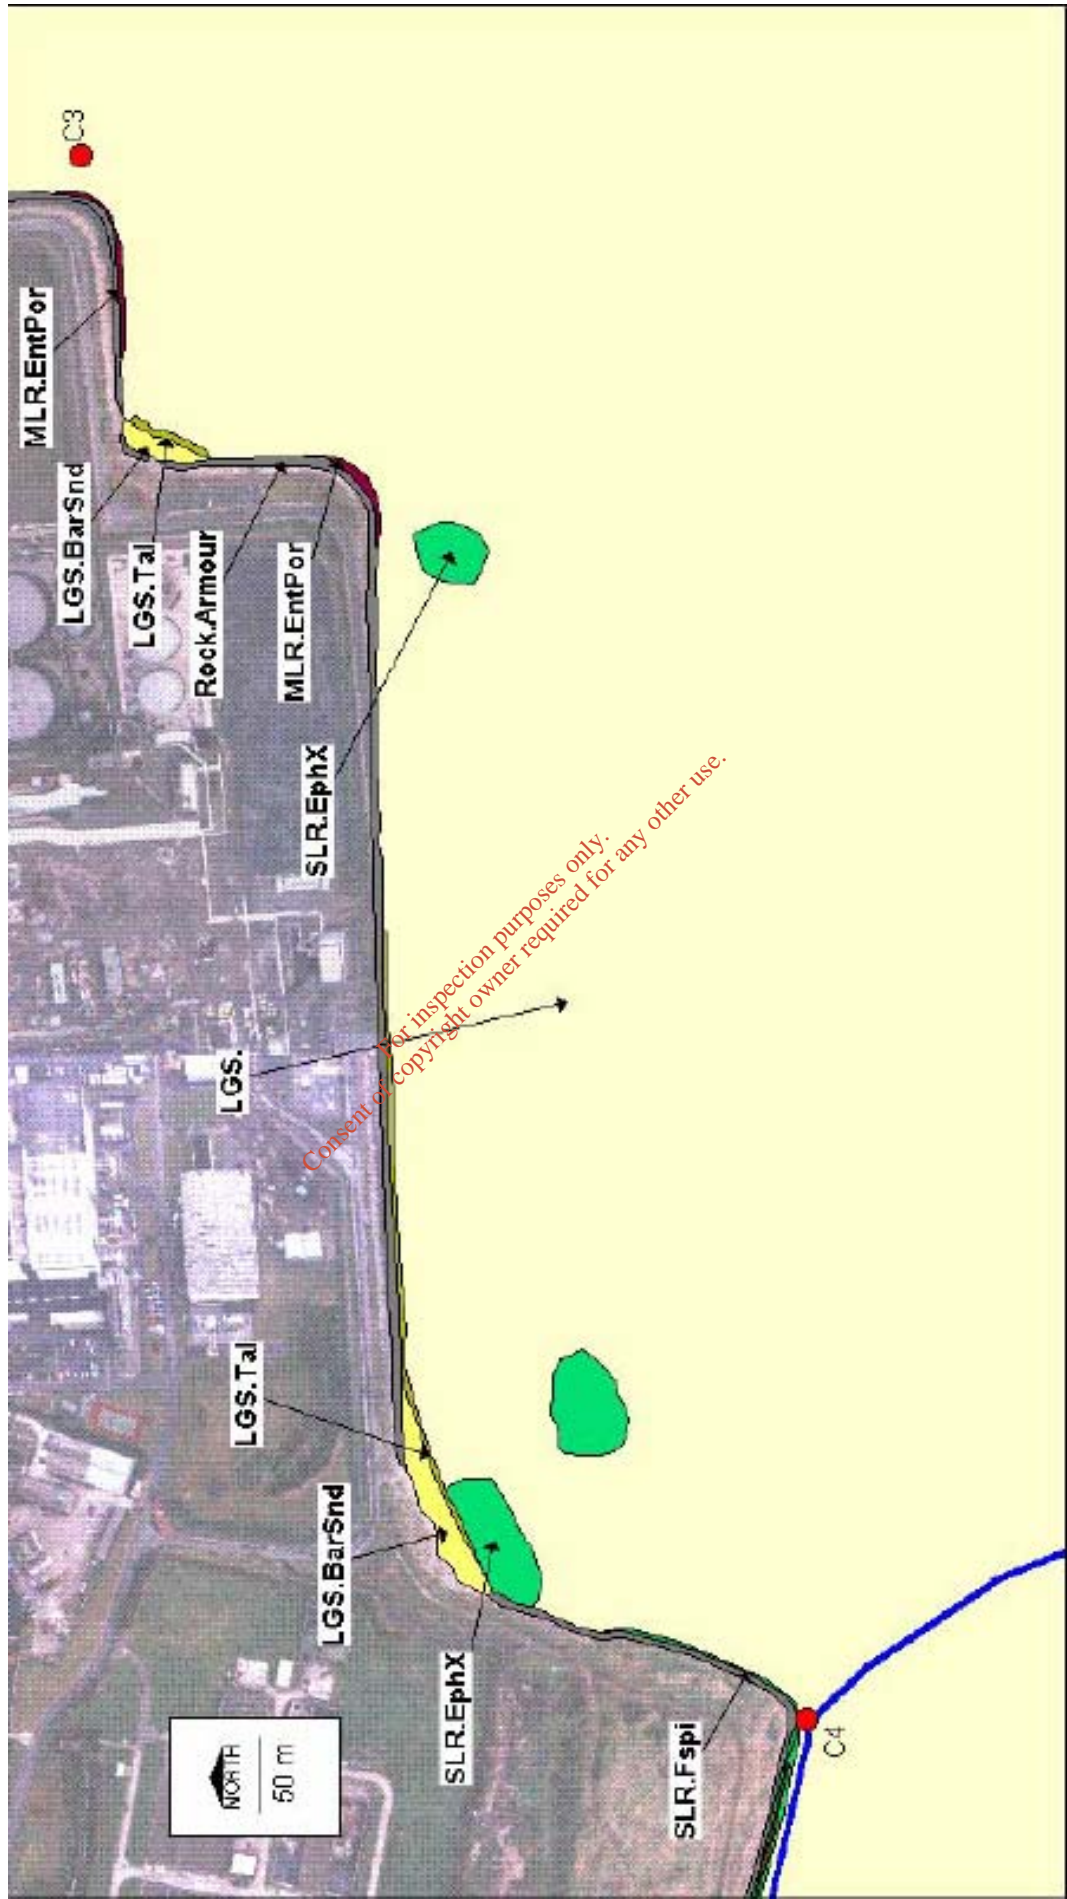 C3
MLR.EntPor
LGS.BarSnd
LGS.Tal
Rock.Armour
MLR.EntPor
SLR.EphX
LGS.
LGS.Tal
LGS.BarSnd
SLR.EphX
SLR.Fspi
C4
NORTH
50 m
For inspection purposes only.
Consent of copyright owner required for any other use.